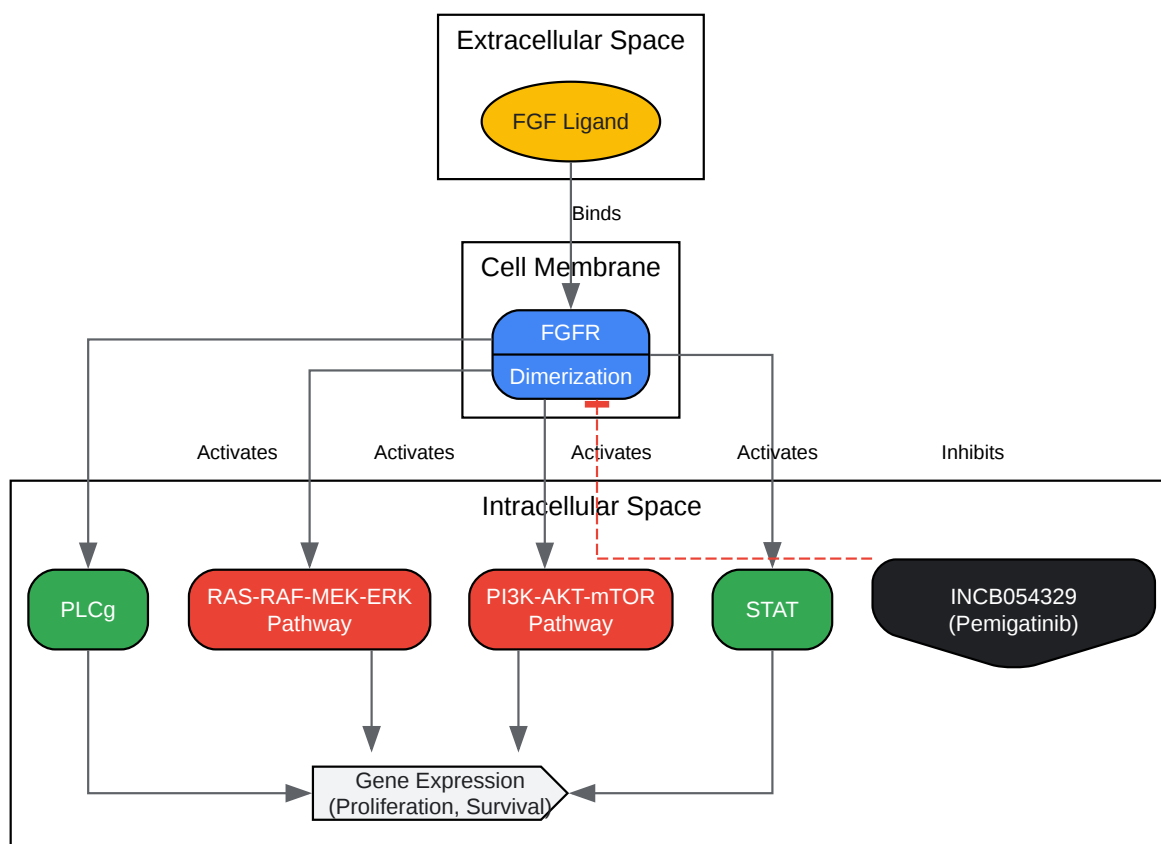 Extracellular Space
FGF Ligand
Binds
Cell Membrane
FGFR
Dimerization
Activates
Activates
Activates
Activates
Inhibits
Intracellular Space
PLCg
RAS-RAF-MEK-ERK
Pathway
PI3K-AKT-mTOR
Pathway
STAT
INCB054329
(Pemigatinib)
Gene Expression
(Proliferation, Survival)